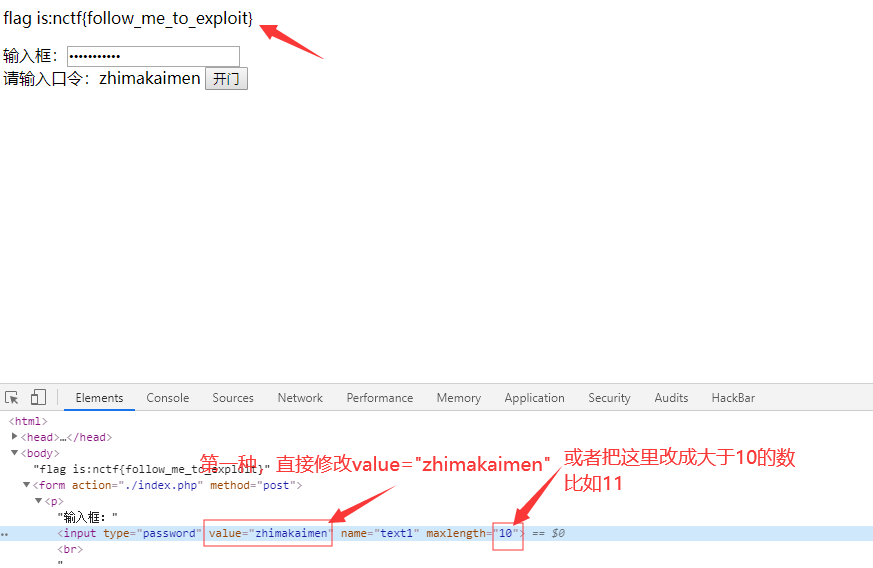 flag is:nctf{follow_me_to_exploit}
输入框：•••••••••••
请输入口令：zhimakaimen 开门
Elements Console Sources Network Performance Memory Application Security Audits HackBar
<html>
▶<head>…</head>
▼<body>
"flag is:nctf{follow_me_to_exploit}"
第一种，直接修改value="zhimakaimen"
或者把这里改成大于10的数
比如11
▼<form action="./index.php" method="post">
▼<p>
"输入框："
<input type="password" value="zhimakaimen" name="text1" maxlength="10"> == $0
<br>
"